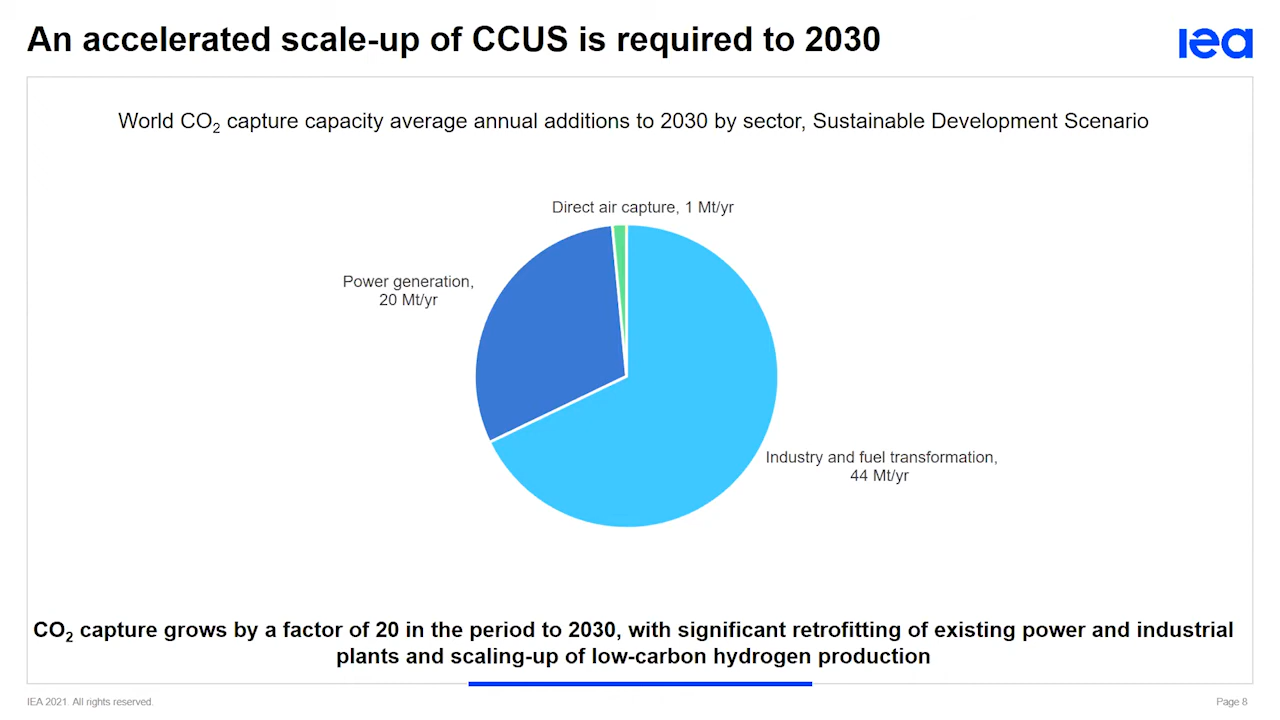 An accelerated scale-up of CCUS is required to 2030
iea
World CO₂ capture capacity average annual additions to 2030 by sector, Sustainable Development Scenario
Direct air capture, 1 Mt/yr
Power generation,
20 Mt/yr
Industry and fuel transformation,
44 Mt/yr
CO₂ capture grows by a factor of 20 in the period to 2030, with significant retrofitting of existing power and industrial
plants and scaling-up of low-carbon hydrogen production
IEA 2021 All rights reserved.
Page 8